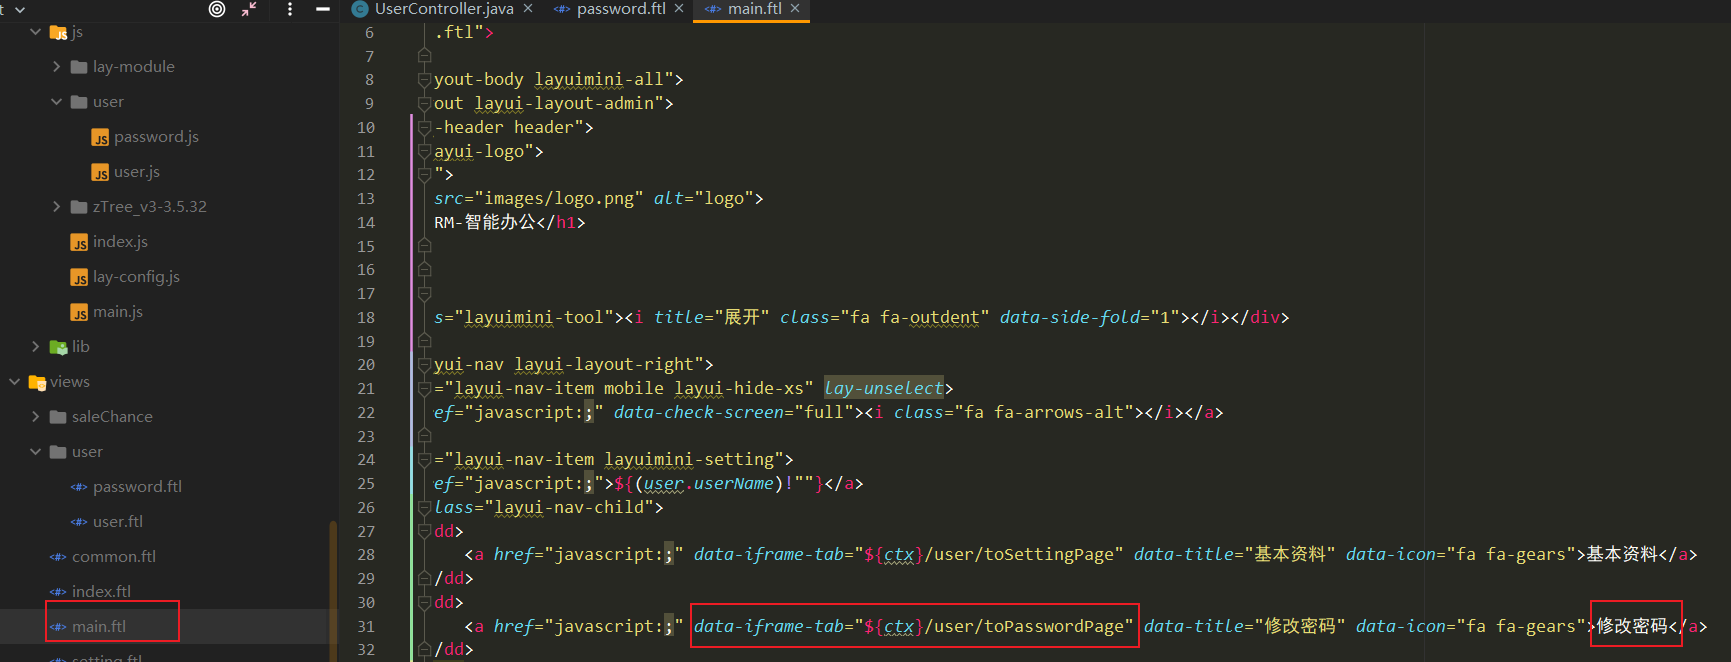 t
UserController.java
password.ftl
main.ftl
js
lay-module
user
password.js
user.js
zTree_v3-3.5.32
index.js
lay-config.js
main.js
lib
views
saleChance
user
password.ftl
user.ftl
common.ftl
index.ftl
main.ftl
setting.ftl
6 .ftl">
7
8 yout-body layuimini-all">
9 out layui-layout-admin">
10 -header header">
11 ayui-logo">
12 ">
13 src="images/logo.png" alt="logo">
14 RM-智能办公</h1>
15
16
17
18 s="layuimini-tool"><i title="展开" class="fa fa-outdent" data-side-fold="1"></i></div>
19
20 yui-nav layui-layout-right">
21 ="layui-nav-item mobile layui-hide-xs" lay-unselect>
22 ef="javascript:;" data-check-screen="full"><i class="fa fa-arrows-alt"></i></a>
23
24 ="layui-nav-item layuimini-setting">
25 ef="javascript:;">${(user.userName)!""}</a>
26 lass="layui-nav-child">
27 dd>
28 <a href="javascript:;" data-iframe-tab="${ctx}/user/toSettingPage" data-title="基本资料" data-icon="fa fa-gears">基本资料</a>
29 /dd>
30 dd>
31 <a href="javascript:;" data-iframe-tab="${ctx}/user/toPasswordPage" data-title="修改密码" data-icon="fa fa-gears">修改密码</a>
32 /dd>